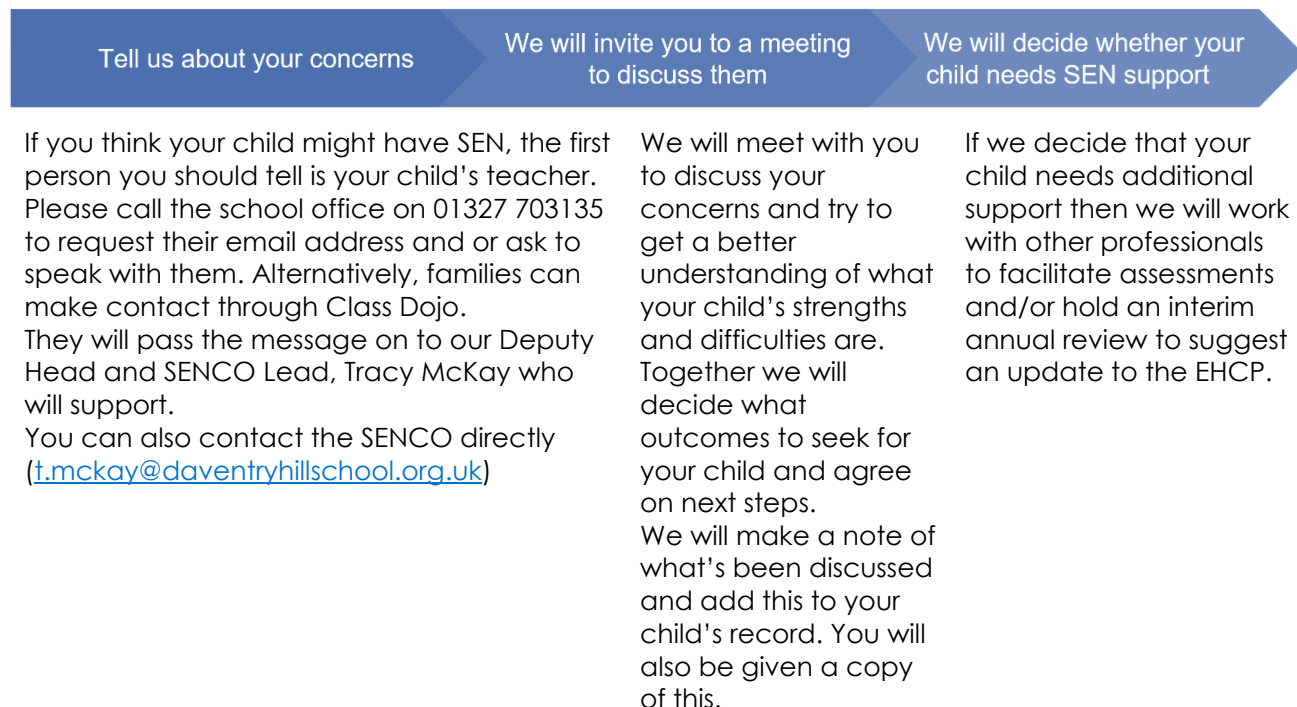 Tell us about your concerns
We will invite you to a meeting
to discuss them
We will decide whether your
child needs SEN support
If you think your child might have SEN, the first
person you should tell is your child’s teacher.
Please call the school office on 01327 703135
to request their email address and or ask to
speak with them. Alternatively, families can
make contact through Class Dojo.
They will pass the message on to our Deputy
Head and SENCO Lead, Tracy McKay who
will support.
You can also contact the SENCO directly
(t.mckay@daventryhillschool.org.uk)
We will meet with you
to discuss your
concerns and try to
get a better
understanding of what
your child’s strengths
and difficulties are.
Together we will
decide what
outcomes to seek for
your child and agree
on next steps.
We will make a note of
what’s been discussed
and add this to your
child’s record. You will
also be given a copy
of this.
If we decide that your
child needs additional
support then we will work
with other professionals
to facilitate assessments
and/or hold an interim
annual review to suggest
an update to the EHCP.